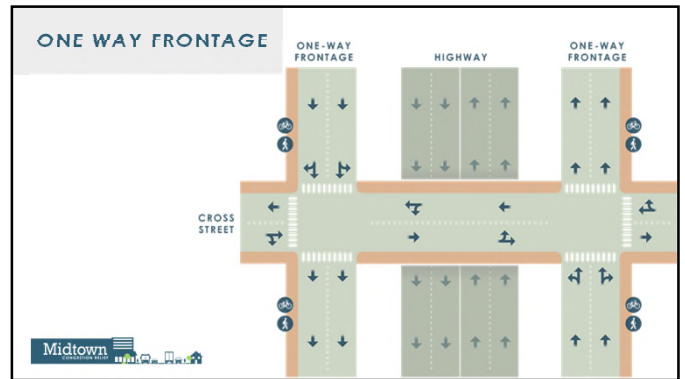 ONE WAY FRONTAGE
ONE-WAY
FRONTAGE
HIGHWAY
ONE-WAY
FRONTAGE
CROSS
STREET
Midtown
CONGESTION RELIEF